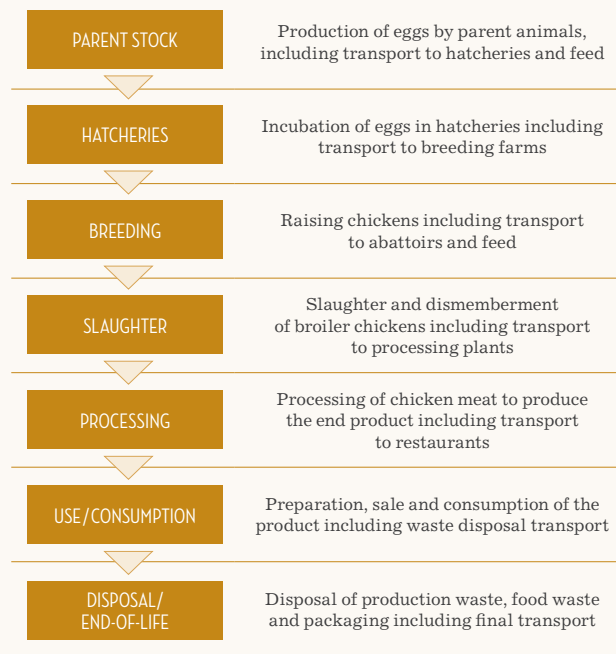 PARENT STOCK
Production of eggs by parent animals,
including transport to hatcheries and feed
HATCHERIES
Incubation of eggs in hatcheries including
transport to breeding farms
BREEDING
Raising chickens including transport
to abattoirs and feed
SLAUGHTER
Slaughter and dismemberment
of broiler chickens including transport
to processing plants
PROCESSING
Processing of chicken meat to produce
the end product including transport
to restaurants
USE/CONSUMPTION
Preparation, sale and consumption of the
product including waste disposal transport
DISPOSAL/
END-OF-LIFE
Disposal of production waste, food waste
and packaging including final transport